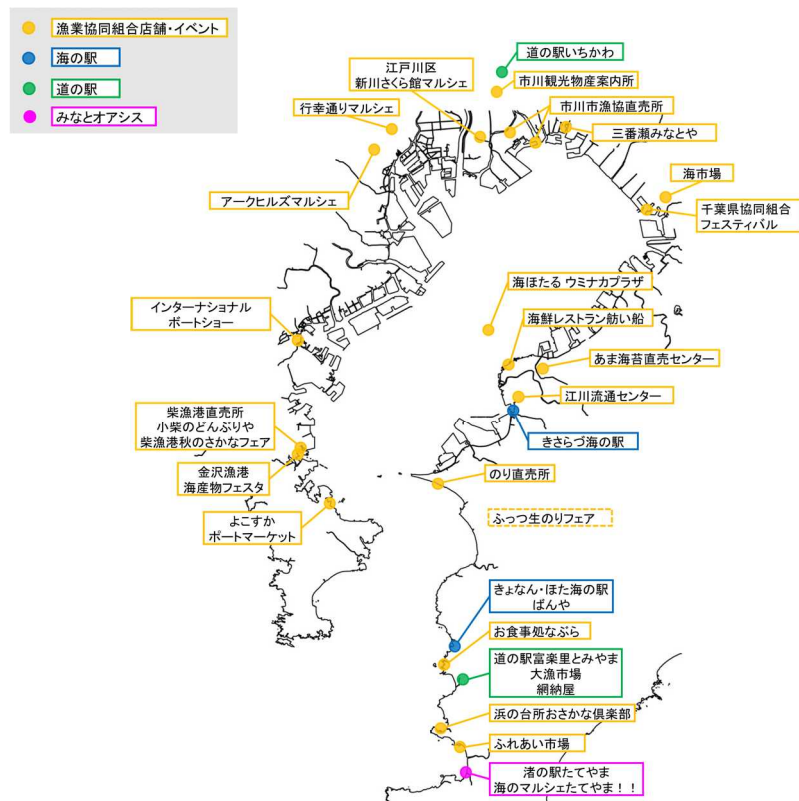 漁業協同組合店舗・イベント
海の駅
道の駅
みなとオアシス
道の駅いちかわ
江戸川区
新川さくら館マルシェ
市川観光物産案内所
行幸通りマルシェ
市川市漁協直売所
三番瀬みなとや
アークヒルズマルシェ
海市場
千葉県協同組合
フェスティバル
海ほたる ウミナカプラザ
インターナショナル
ボートショー
海鮮レストラン舫い船
あま海苔直売センター
江川流通センター
柴漁港直売所
小柴のどんぶりや
柴漁港秋のさかなフェア
きさらづ海の駅
金沢漁港
海産物フェスタ
のり直売所
よこすか
ポートマーケット
ふっつ生のりフェア
きょなん・ほた海の駅
ばんや
お食事処なぶら
道の駅富楽里とみやま
大漁市場
網納屋
浜の台所おさかな倶楽部
ふれあい市場
渚の駅たてやま
海のマルシェたてやま！！